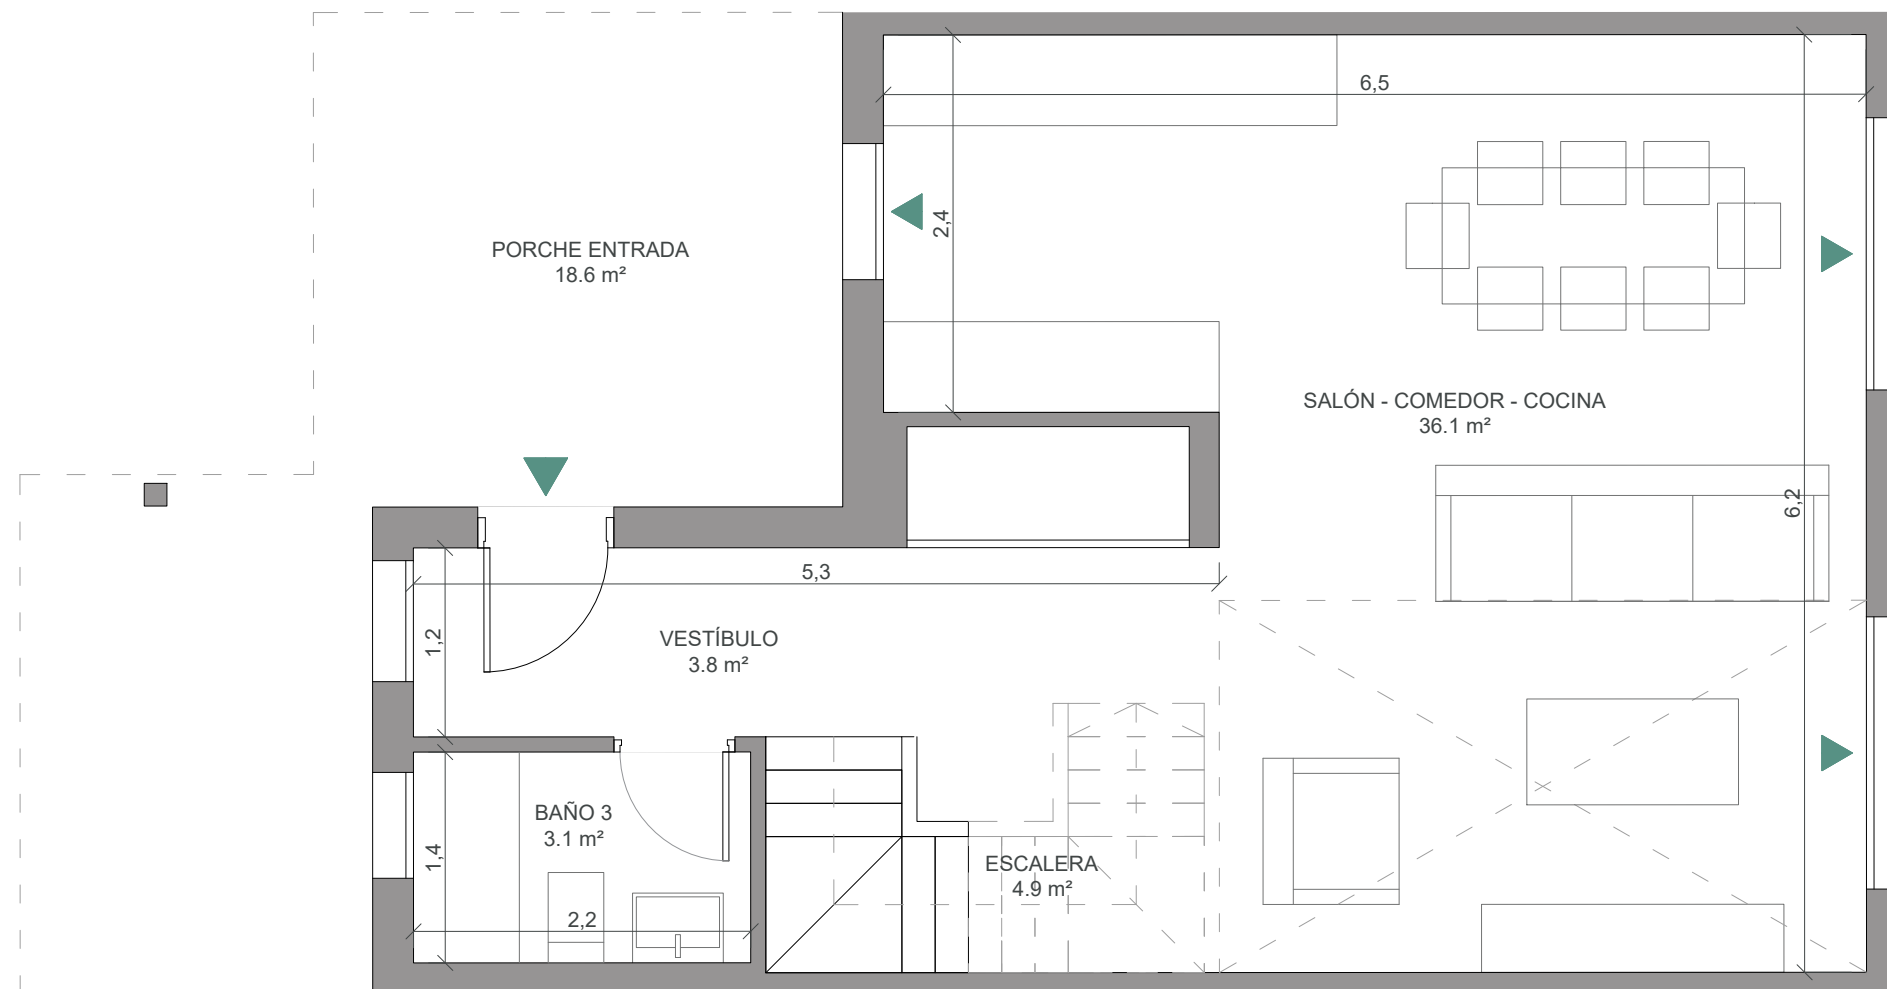 6,5
2,4
PORCHE ENTRADA
18.6 m²
SALÓN - COMEDOR - COCINA
36.1 m²
6,2
5,3
1,2
VESTÍBULO
3.8 m²
BAÑO 3
3.1 m²
1,4
ESCALERA
4.9 m²
2,2